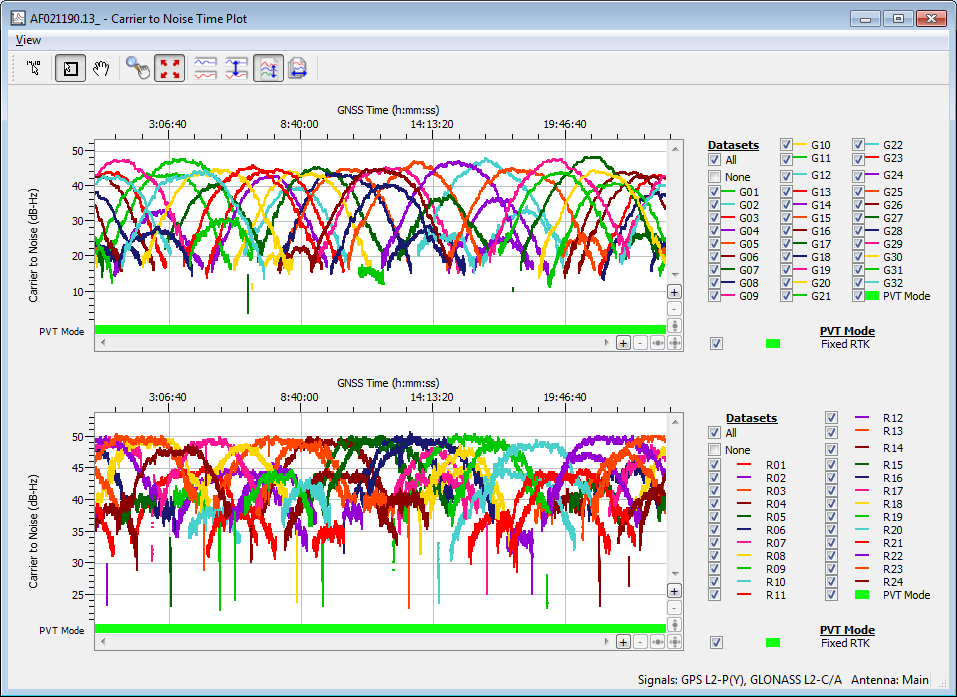 AF021190.13_ - Carrier to Noise Time Plot
View
GNSS Time (h:mm:ss)
3:06:40 8:40:00 14:13:20 19:46:40
50
40
30
20
10
Carrier to Noise (dB-Hz)
PVT Mode
+
-
+ -
Datasets
All
None
G01
G02
G03
G04
G05
G06
G07
G08
G09
G10
G11
G12
G13
G14
G15
G16
G17
G18
G19
G20
G21
G22
G23
G24
G25
G26
G27
G28
G29
G30
G31
G32
PVT Mode
PVT Mode
Fixed RTK
GNSS Time (h:mm:ss)
3:06:40 8:40:00 14:13:20 19:46:40
50
45
40
35
30
25
Carrier to Noise (dB-Hz)
PVT Mode
+
-
+ -
Datasets
All
None
R01
R02
R03
R04
R05
R06
R07
R08
R09
R10
R11
R12
R13
R14
R15
R16
R17
R18
R19
R20
R21
R22
R23
R24
PVT Mode
PVT Mode
Fixed RTK
Signals: GPS L2-P(Y), GLONASS L2-C/A Antenna: Main